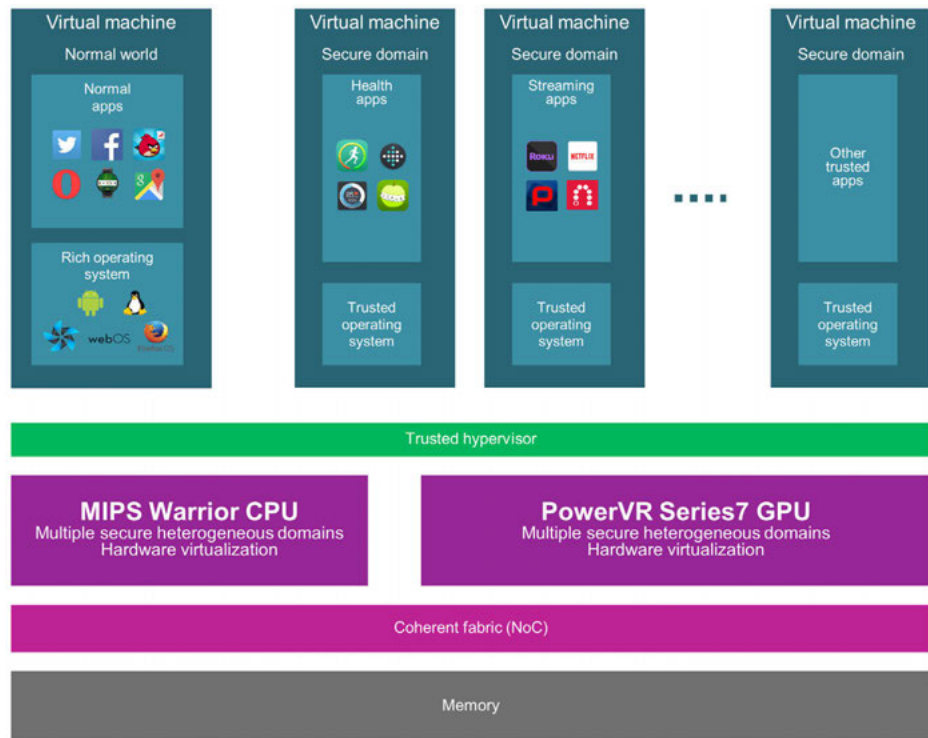 Virtual machine
Normal world
Normal
apps
Rich operating
system
webOS
Firefox OS
Virtual machine
Secure domain
Health
apps
Trusted
operating
system
Virtual machine
Secure domain
Streaming
apps
ROKU
NETFLIX
Trusted
operating
system
Virtual machine
Secure domain
Other
trusted
apps
Trusted
operating
system
Trusted hypervisor
MIPS Warrior CPU
Multiple secure heterogeneous domains
Hardware virtualization
PowerVR Series7 GPU
Multiple secure heterogeneous domains
Hardware virtualization
Coherent fabric (NoC)
Memory